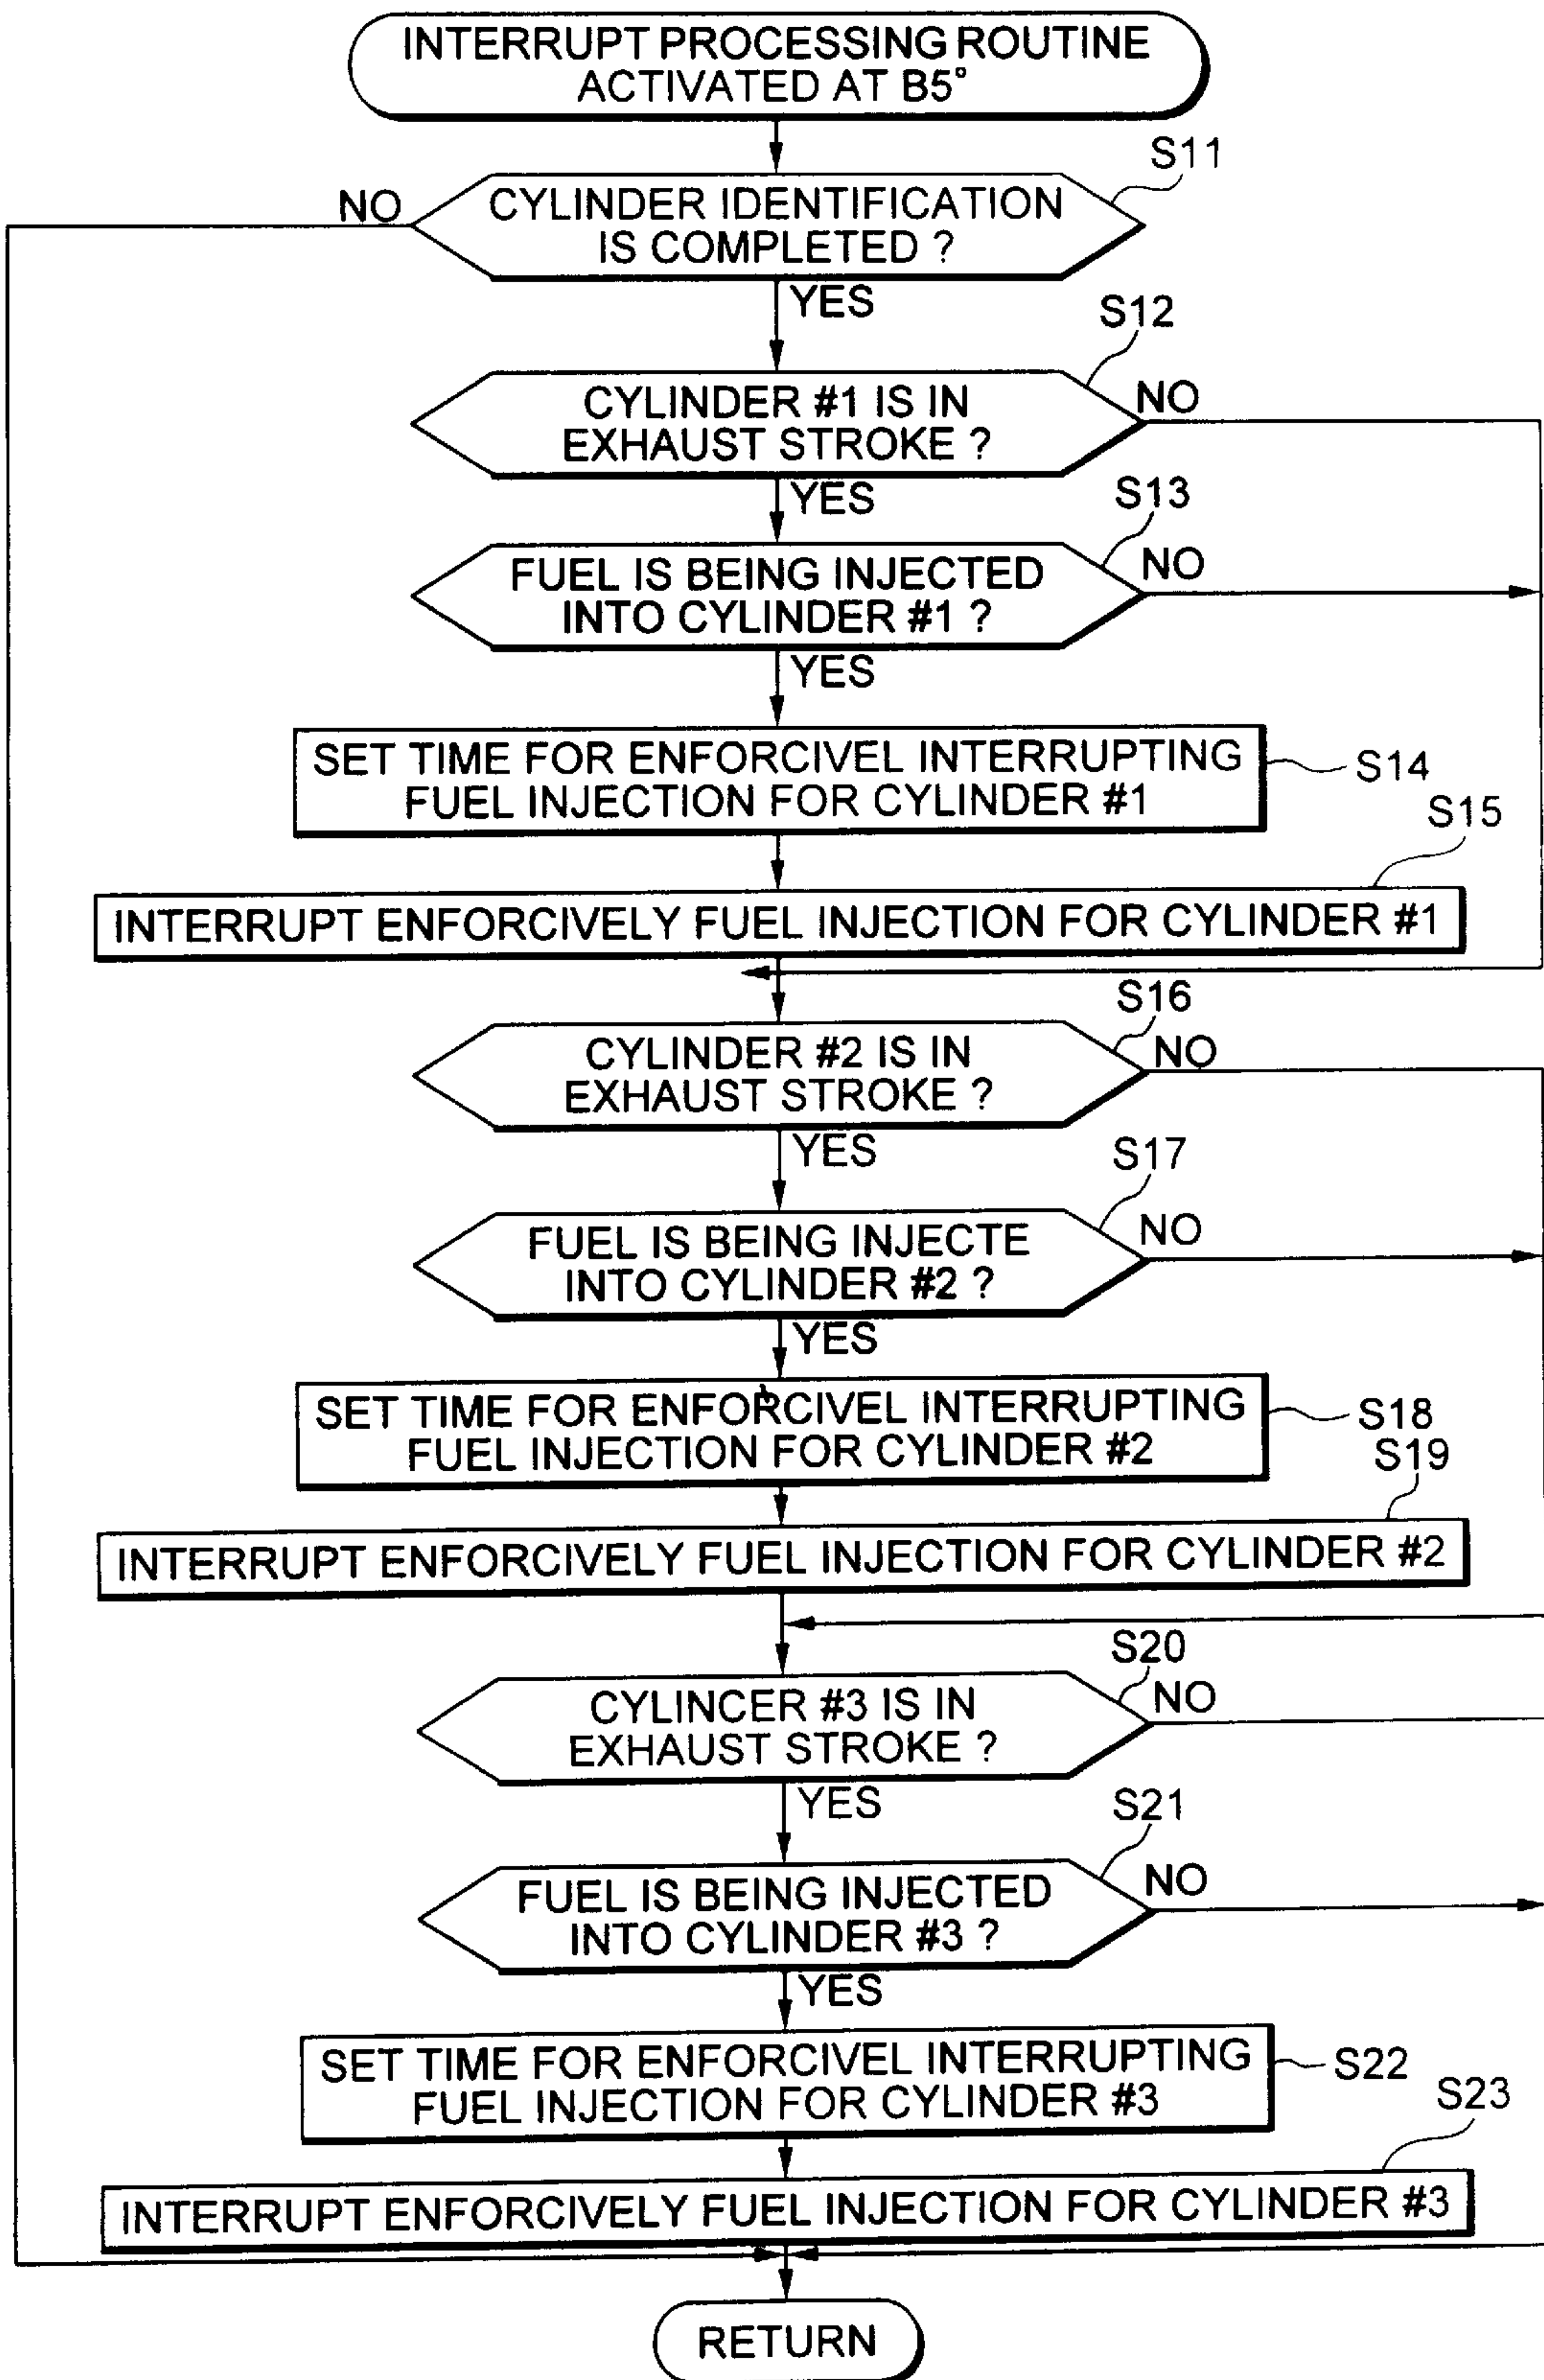 INTERRUPT PROCESSING ROUTINE
ACTIVATED AT B5°
S11
NO
CYLINDER IDENTIFICATION
IS COMPLETED ?
YES
S12
CYLINDER #1 IS IN
EXHAUST STROKE ?
NO
YES
S13
FUEL IS BEING INJECTED
INTO CYLINDER #1 ?
NO
YES
SET TIME FOR ENFORCIVEL INTERRUPTING
FUEL INJECTION FOR CYLINDER #1
S14
S15
INTERRUPT ENFORCIVELY FUEL INJECTION FOR CYLINDER #1
S16
CYLINDER #2 IS IN
EXHAUST STROKE ?
NO
YES
S17
FUEL IS BEING INJECTE
INTO CYLINDER #2 ?
NO
YES
SET TIME FOR ENFORCIVEL INTERRUPTING
FUEL INJECTION FOR CYLINDER #2
S18
S19
INTERRUPT ENFORCIVELY FUEL INJECTION FOR CYLINDER #2
S20
CYLINCER #3 IS IN
EXHAUST STROKE ?
NO
YES
S21
FUEL IS BEING INJECTED
INTO CYLINDER #3 ?
NO
YES
SET TIME FOR ENFORCIVEL INTERRUPTING
FUEL INJECTION FOR CYLINDER #3
S22
S23
INTERRUPT ENFORCIVELY FUEL INJECTION FOR CYLINDER #3
RETURN